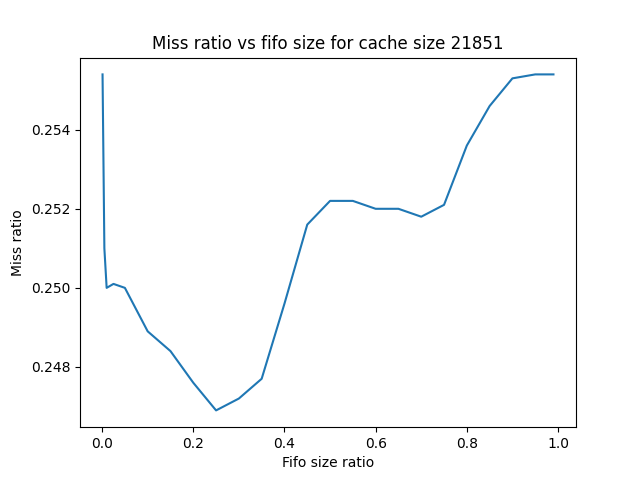 Miss ratio vs fifo size for cache size 21851
0.254
0.252
0.250
0.248
Miss ratio
0.0 0.2 0.4 0.6 0.8 1.0
Fifo size ratio